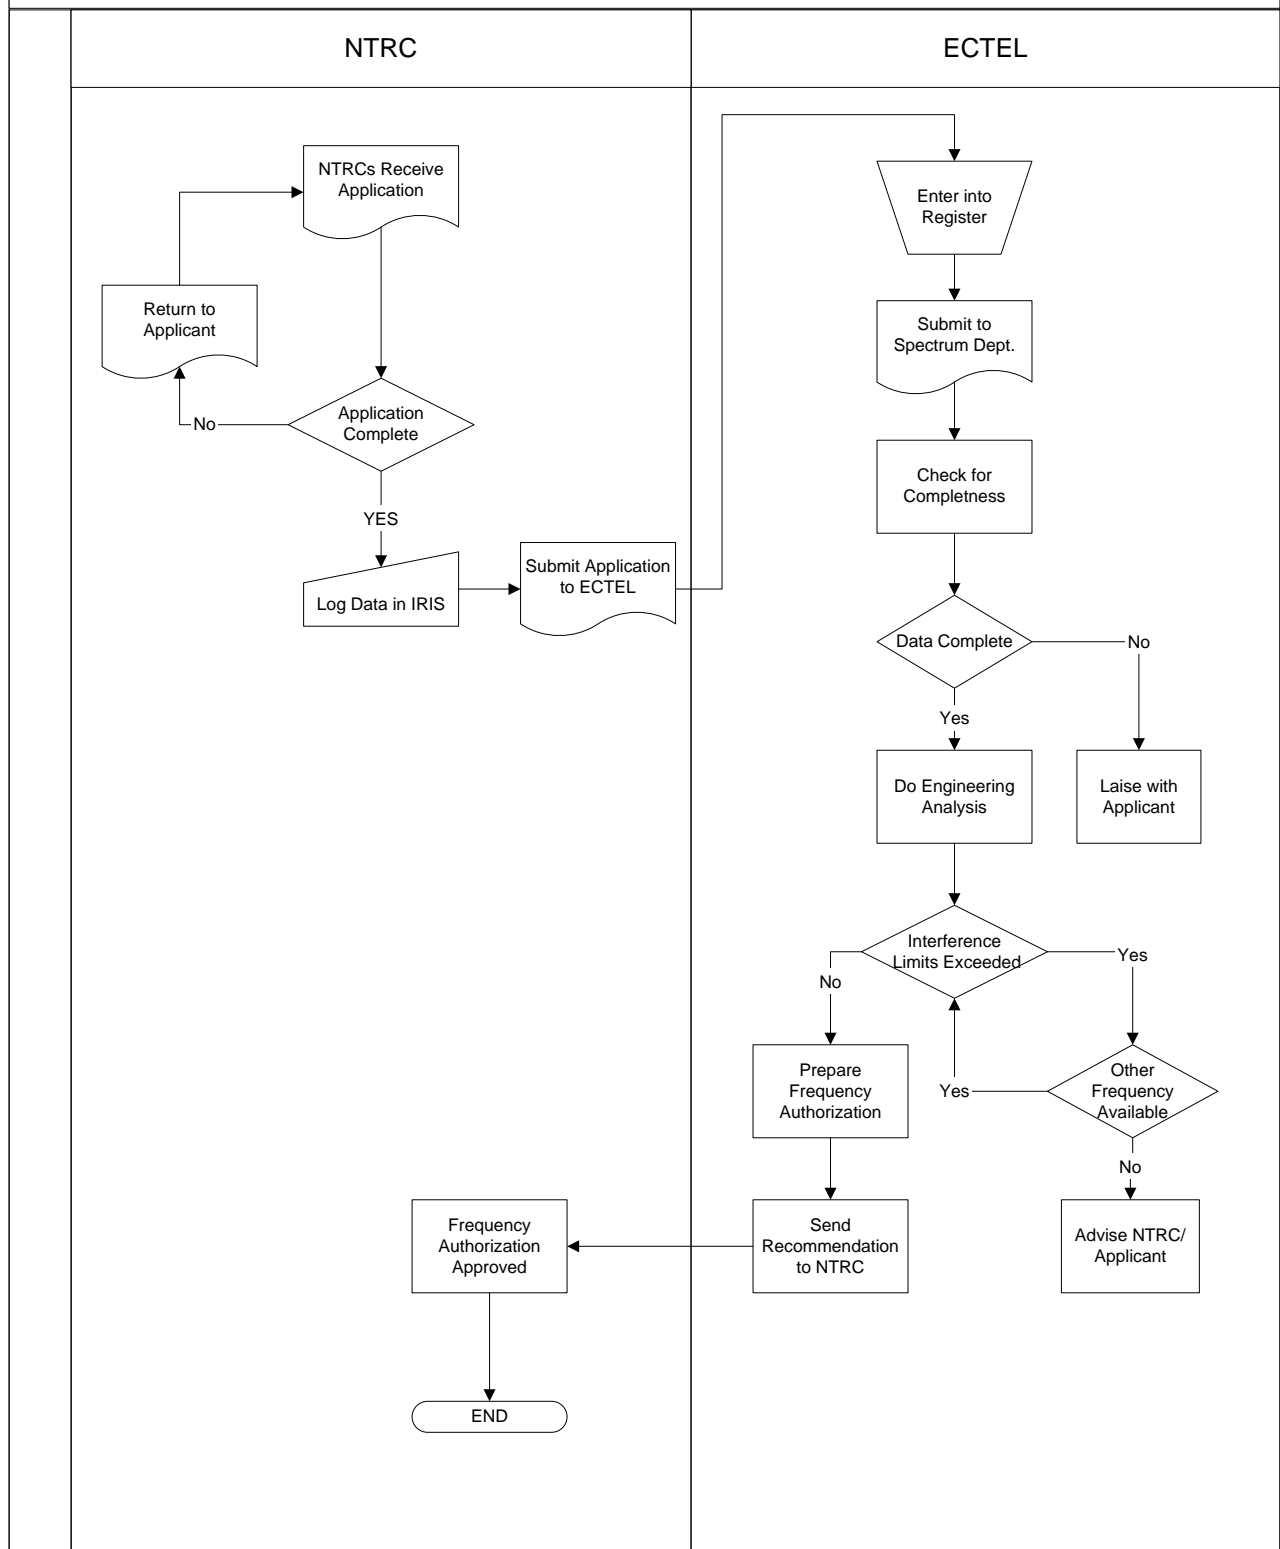 NTRC
ECTEL
NTRCs Receive
Application
Return to
Applicant
Application
Complete
No
YES
Log Data in IRIS
Submit Application
to ECTEL
Enter into
Register
Submit to
Spectrum Dept.
Check for
Completness
Data Complete
No
Yes
Do Engineering
Analysis
Laise with
Applicant
Interference
Limits Exceeded
Yes
No
Prepare
Frequency
Authorization
Yes
Other
Frequency
Available
No
Frequency
Authorization
Approved
Send
Recommendation
to NTRC
Advise NTRC/
Applicant
END